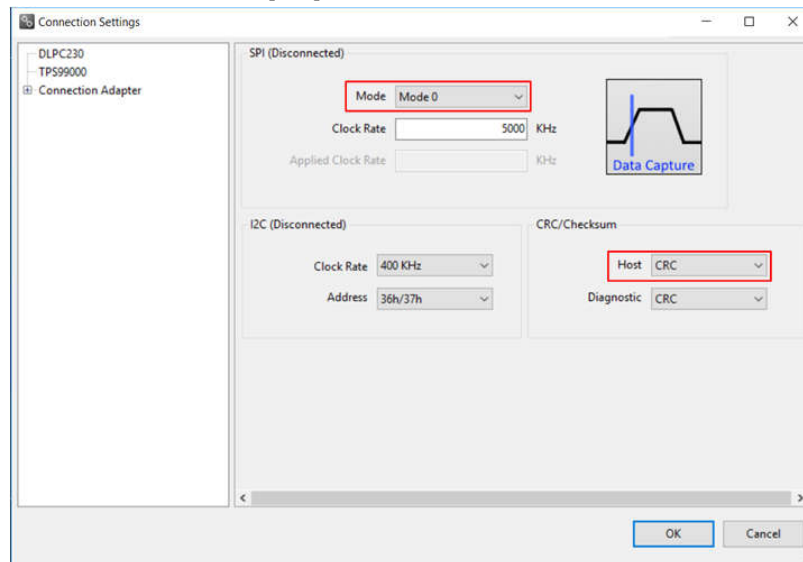 Connection Settings
DLPC230
TPS99000
Connection Adapter
SPI (Disconnected)
Mode Mode 0
Clock Rate 5000 KHz
Applied Clock Rate KHz
Data Capture
I2C (Disconnected)
Clock Rate 400 KHz
Address 36h/37h
CRC/Checksum
Host CRC
Diagnostic CRC
OK Cancel